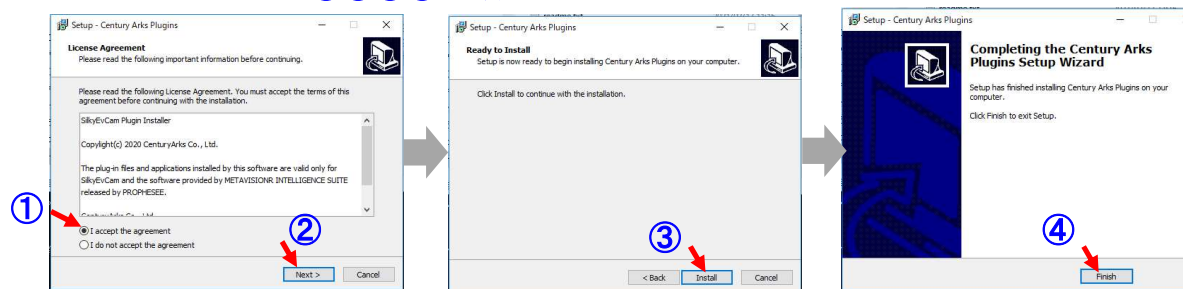 Setup - Century Arks Plugins
License Agreement
Please read the following important information before continuing.
Please read the following License Agreement. You must accept the terms of this
agreement before continuing with the installation.
SilkyEvCam Plugin Installer
Copylight(c) 2020 CenturyArks Co., Ltd.
The plug-in files and applications installed by this software are valid only for
SilkyEvCam and the software provided by METAVISIONR INTELLIGENCE SUITE
released by PROPHESEE.
①
I accept the agreement
I do not accept the agreement
②
Next >
Cancel
Setup - Century Arks Plugins
Ready to Install
Setup is now ready to begin installing Century Arks Plugins on your computer.
Click Install to continue with the installation.
③
< Back
Install
Cancel
Setup - Century Arks Plugins
Completing the Century Arks
Plugins Setup Wizard
Setup has finished installing Century Arks Plugins on your
computer.
Click Finish to exit Setup.
④
Finish